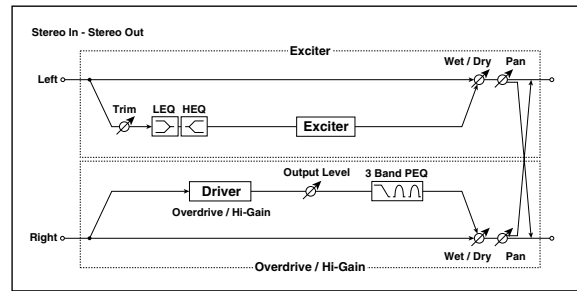 Stereo In - Stereo Out
Exciter
Wet / Dry
Pan
Left
Trim
LEQ
HEQ
Exciter
Driver
Output Level
3 Band PEQ
Overdrive / Hi-Gain
Right
Wet / Dry
Pan
Overdrive / Hi-Gain